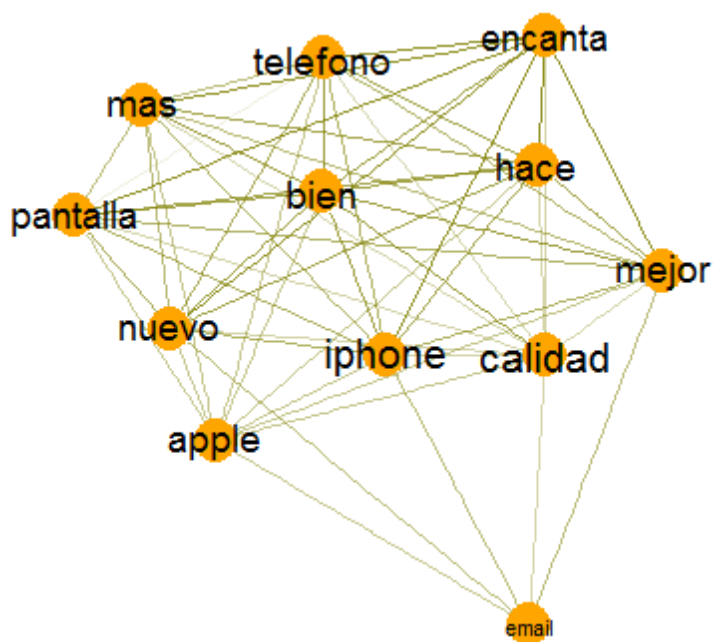 encanta
telefono
mas
hace
bien
pantalla
mejor
nuevo
iphone
calidad
apple
email